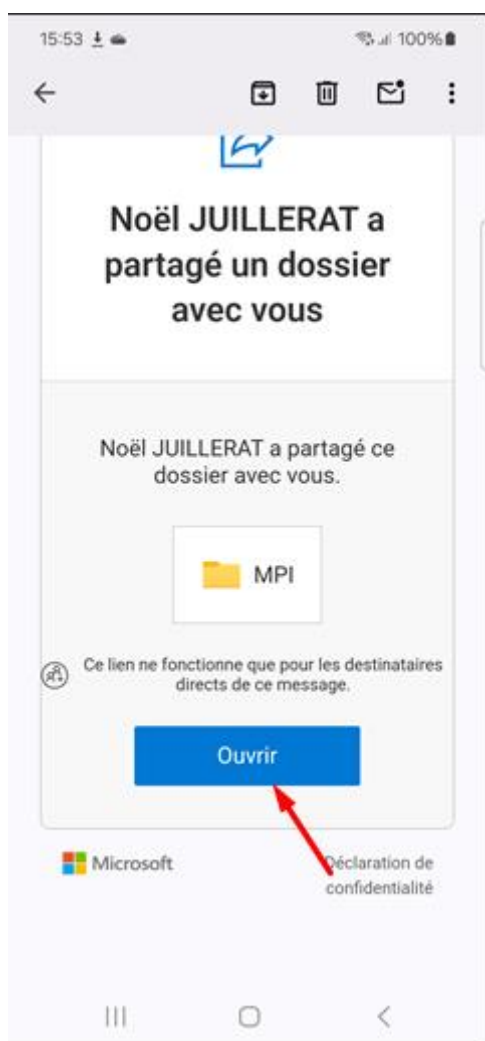 15:53 100%
Noël JUILLERAT a
partagé un dossier
avec vous
Noël JUILLERAT a partagé ce
dossier avec vous.
MPI
Ce lien ne fonctionne que pour les destinataires
directs de ce message.
Ouvrir
Microsoft Déclaration de
confidentialité